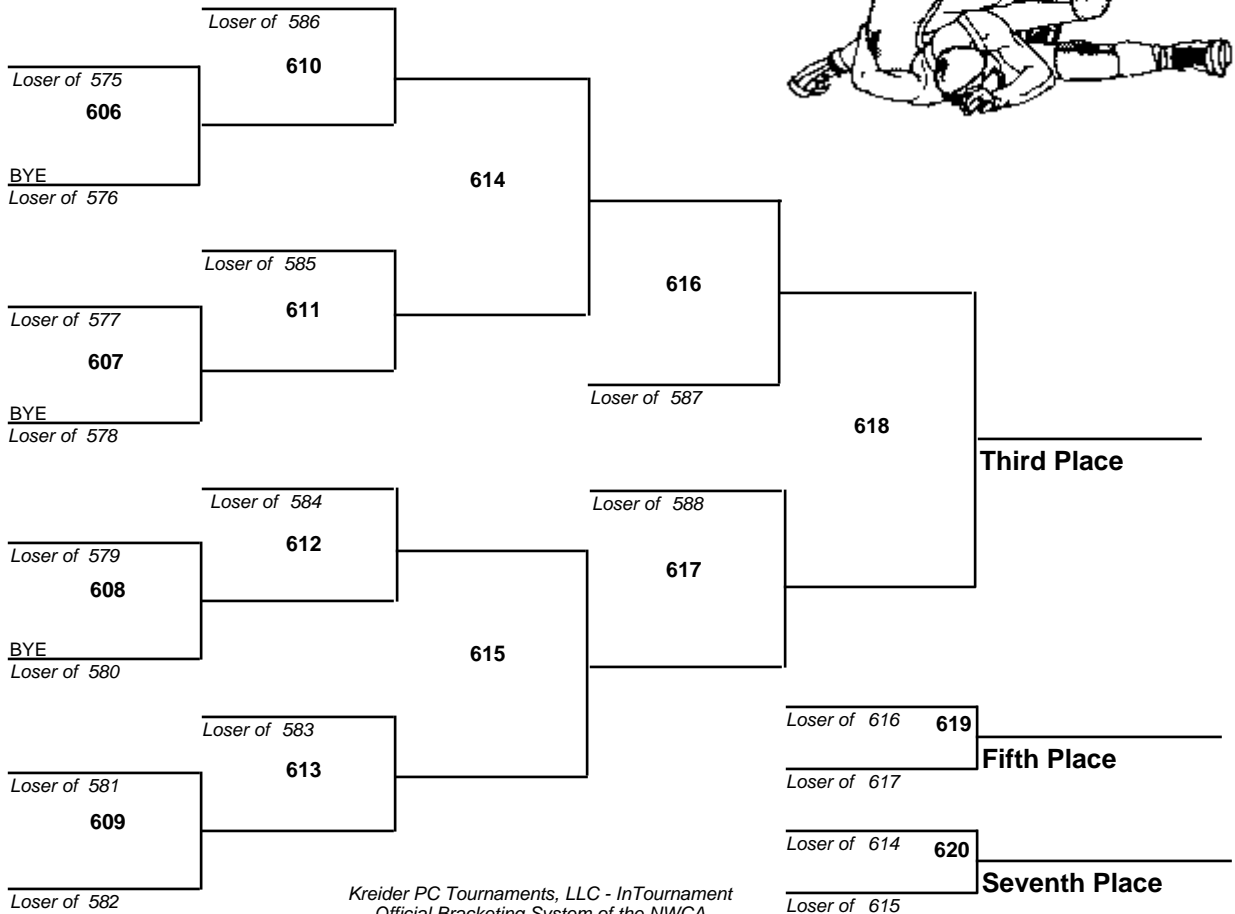 Loser of 586
610
Loser of 575
606
BYE
Loser of 576
614
Loser of 585
611
616
Loser of 577
607
BYE
Loser of 578
Loser of 587
618
Third Place
Loser of 584
612
Loser of 588
617
Loser of 579
608
BYE
Loser of 580
615
Loser of 583
613
Loser of 616
619
Fifth Place
Loser of 617
Loser of 581
609
Loser of 582
Loser of 614
620
Seventh Place
Loser of 615
Kreider PC Tournaments, LLC - InTournament
Official Bracketing System of the NWCA